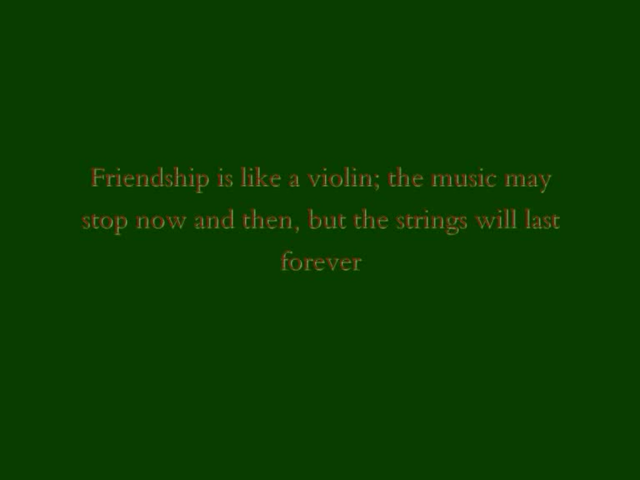 Friendship is like a violin; the music may
stop now and then, but the strings will last
forever